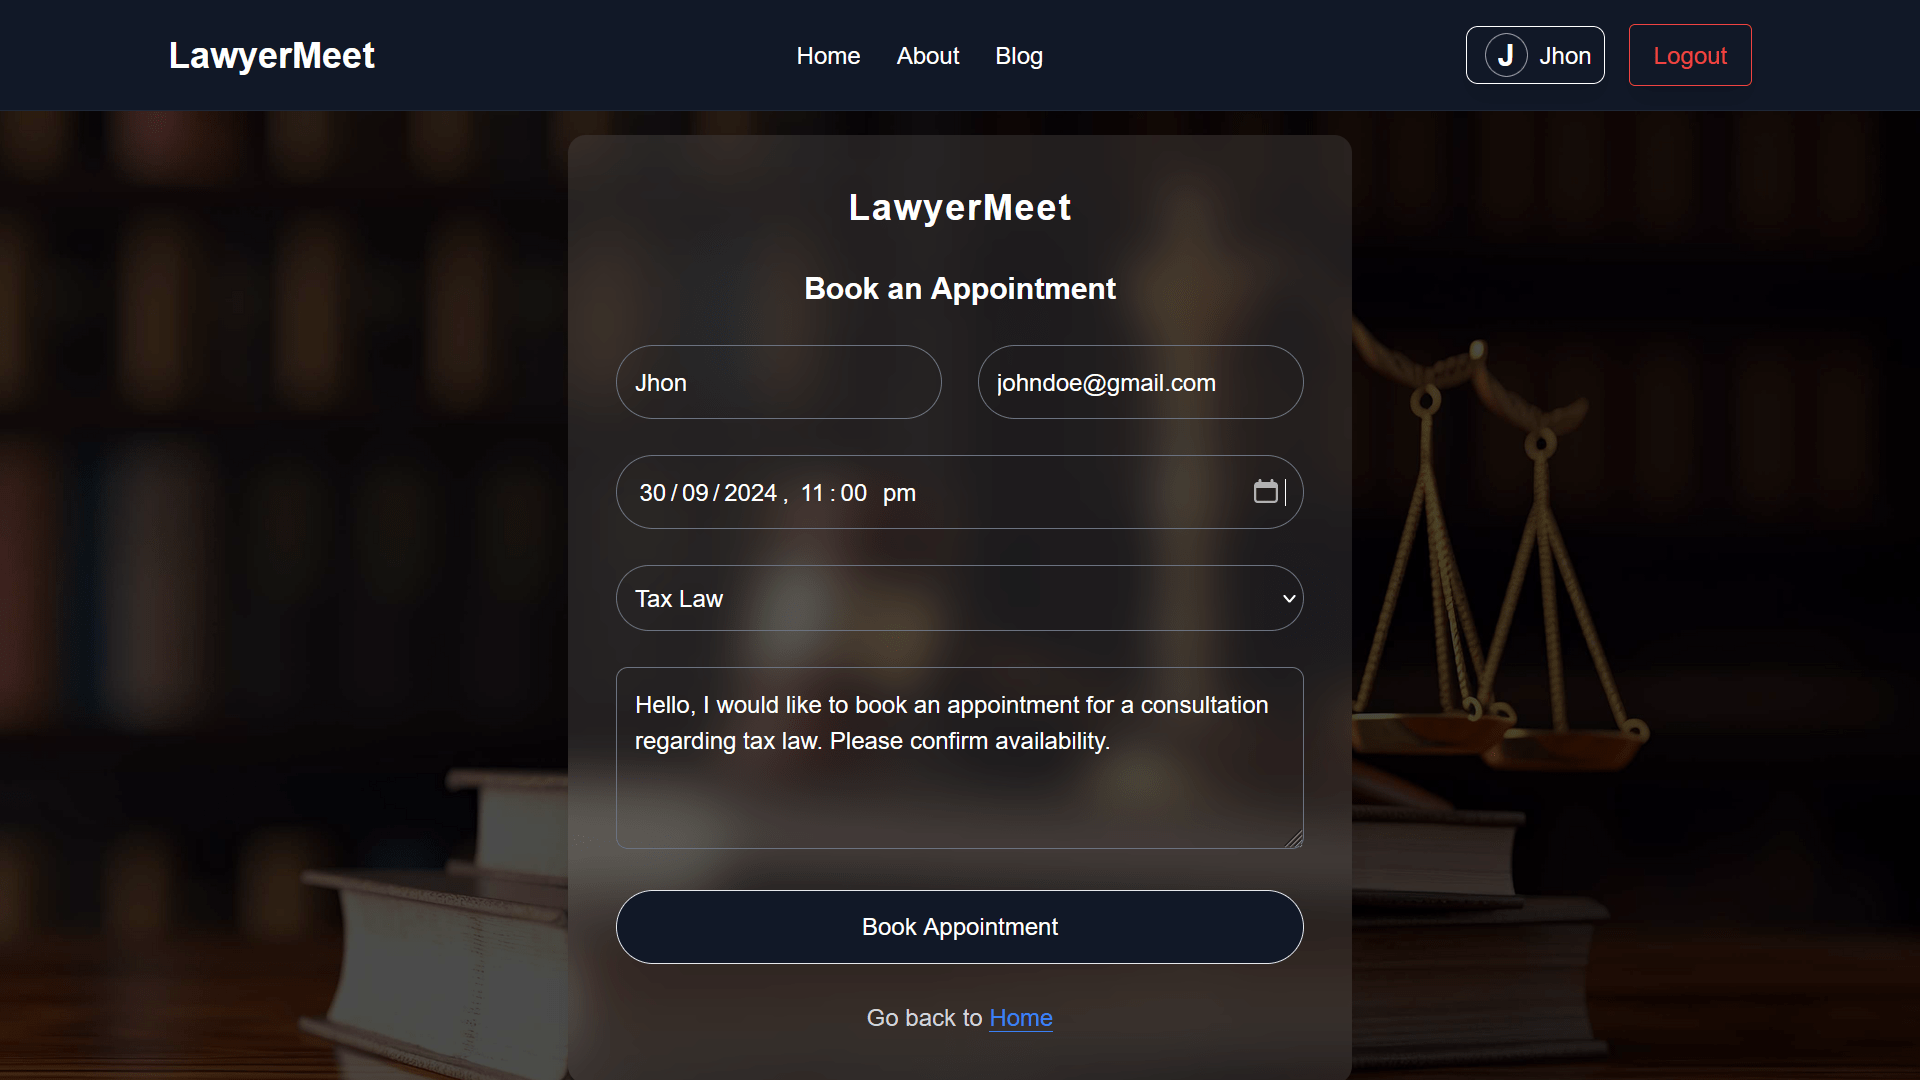 LawyerMeet
Home About Blog
J Jhon Logout
LawyerMeet
Book an Appointment
Jhon johndoe@gmail.com
30/09/2024, 11:00 pm
Tax Law
Hello, I would like to book an appointment for a consultation
regarding tax law. Please confirm availability.
Book Appointment
Go back to Home